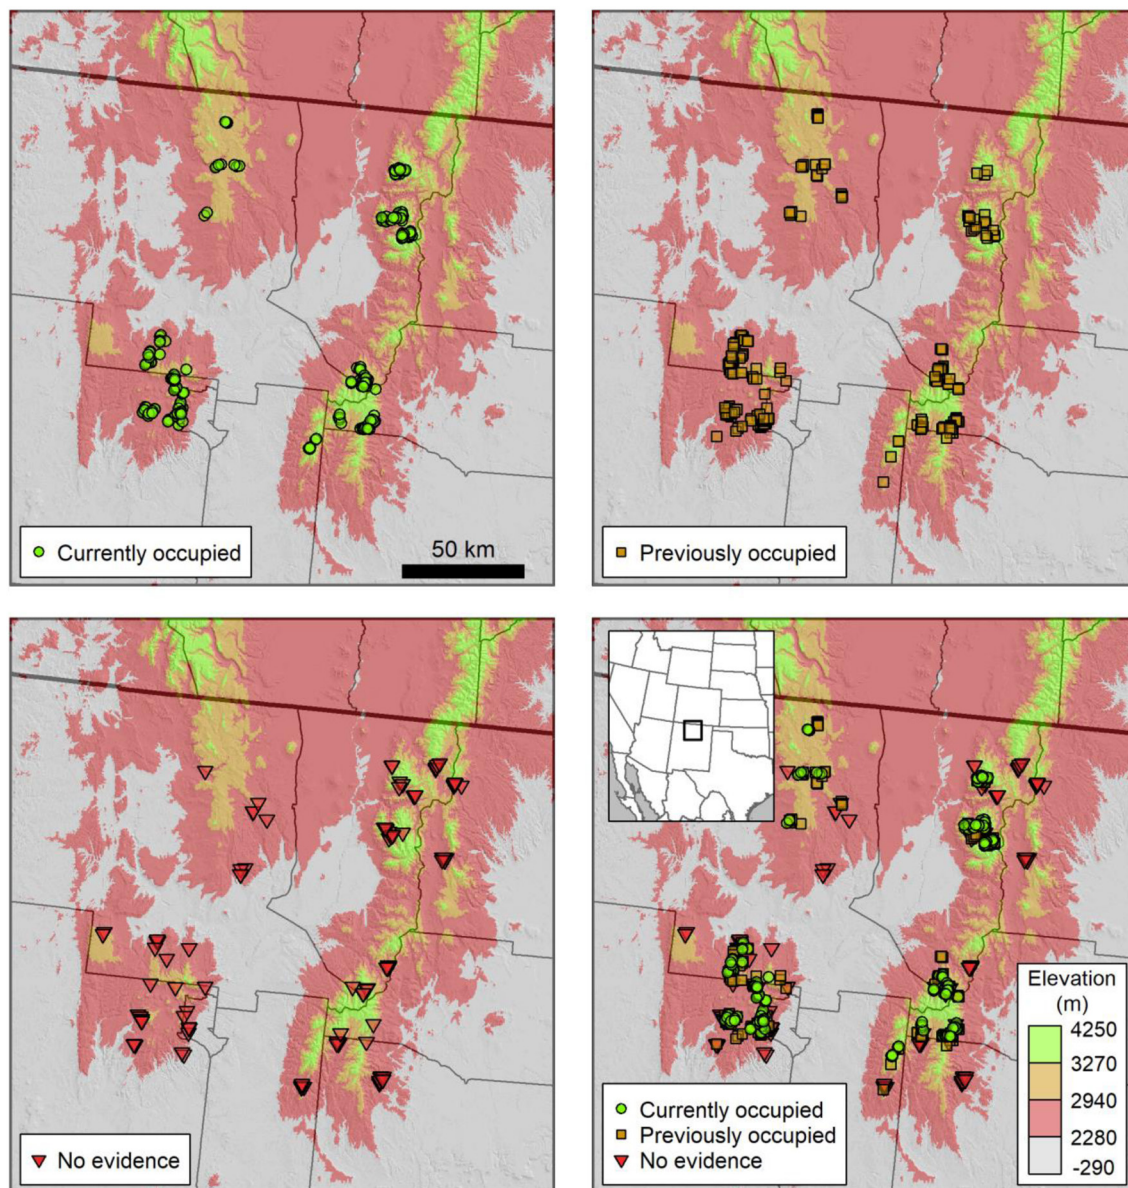 Currently occupied
50 km
Previously occupied
No evidence
Currently occupied
Previously occupied
No evidence
Elevation
(m)
4250
3270
2940
2280
-290